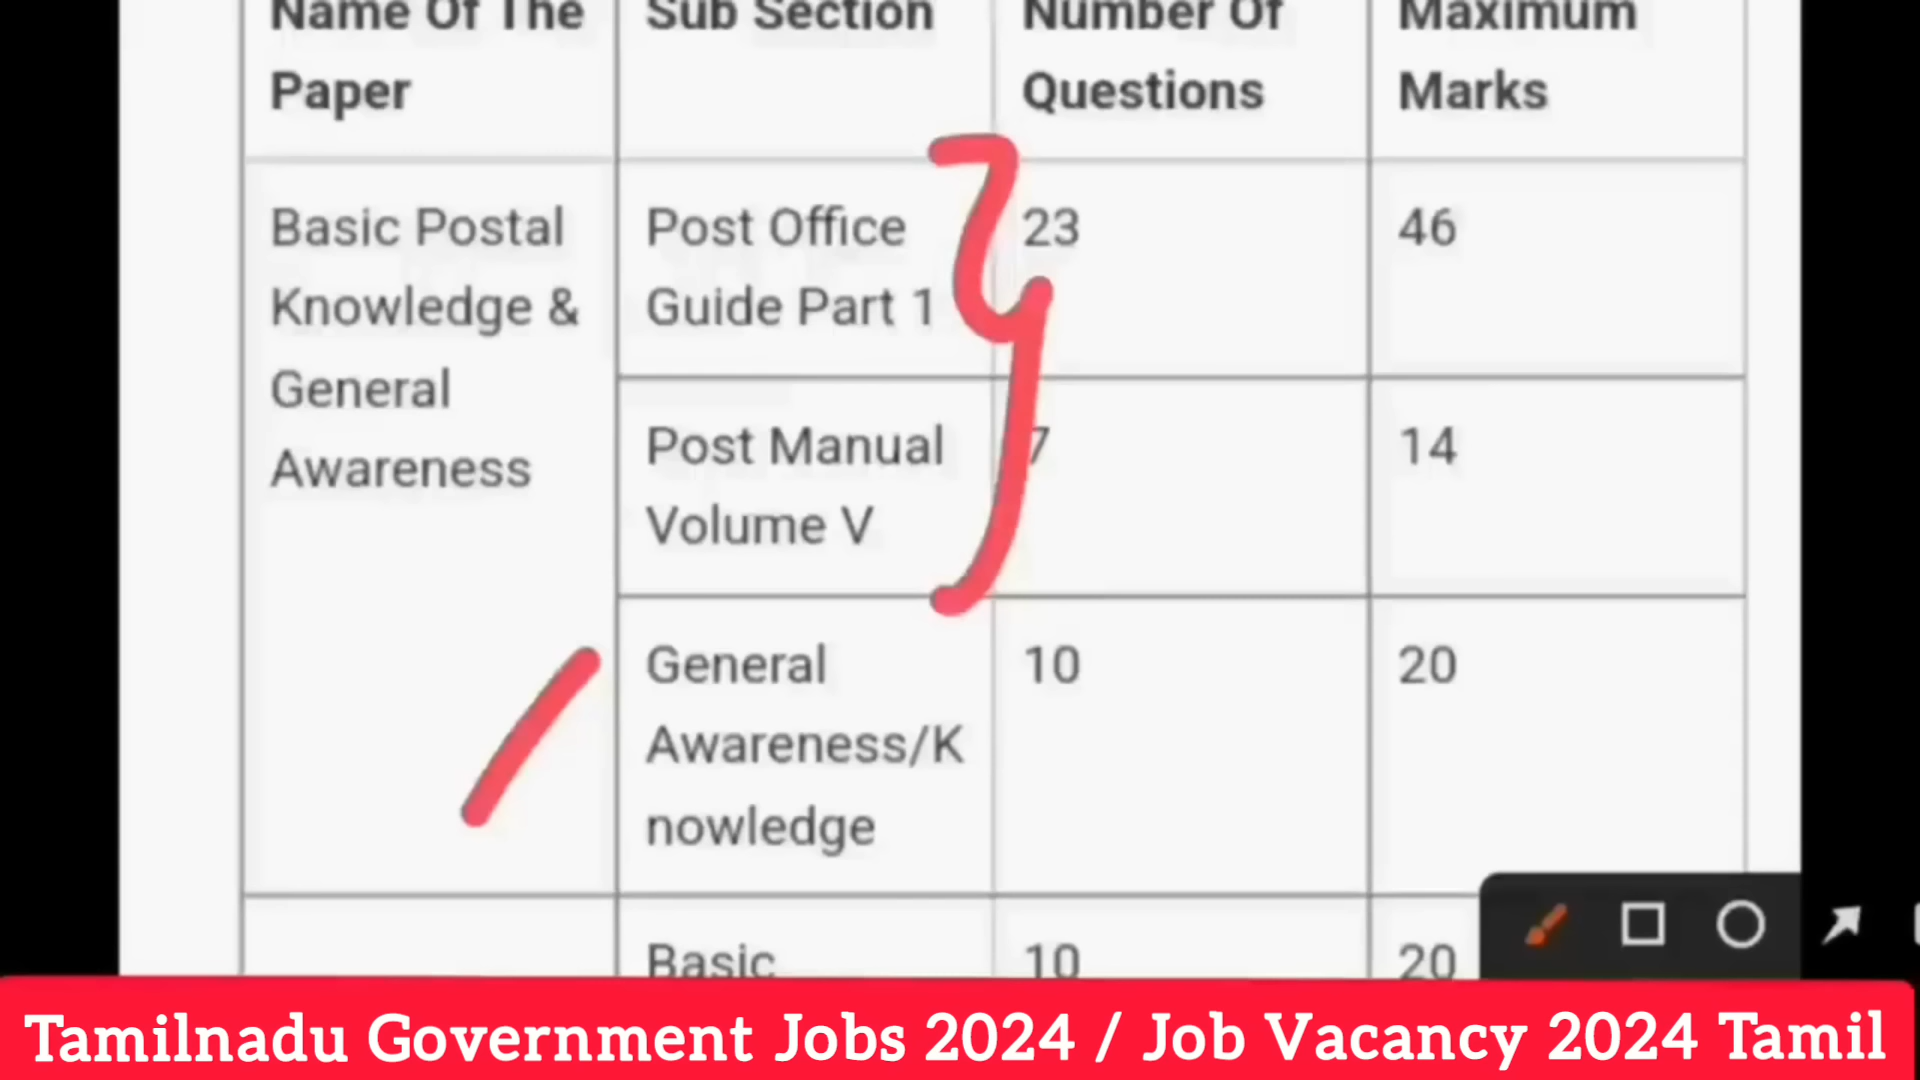 Name Of The Paper
Sub Section
Number Of Questions
Maximum Marks
Basic Postal
Knowledge &
General
Awareness
Post Office
Guide Part 1
23
46
Post Manual
Volume V
7
14
General
Awareness/K
nowledge
10
20
Basic
10
20
Tamilnadu Government Jobs 2024 / Job Vacancy 2024 Tamil